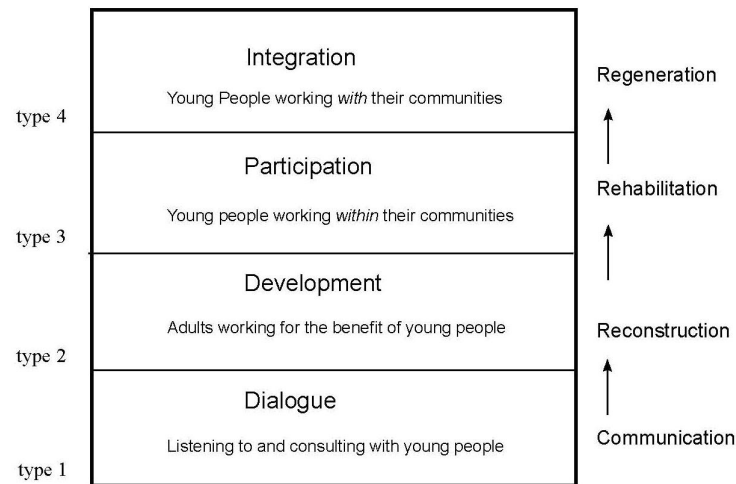 Integration
Regeneration
Young People working with their communities
type 4
Participation
Rehabilitation
Young people working within their communities
type 3
Development
Adults working for the benefit of young people
Reconstruction
type 2
Dialogue
Communication
Listening to and consulting with young people
type 1